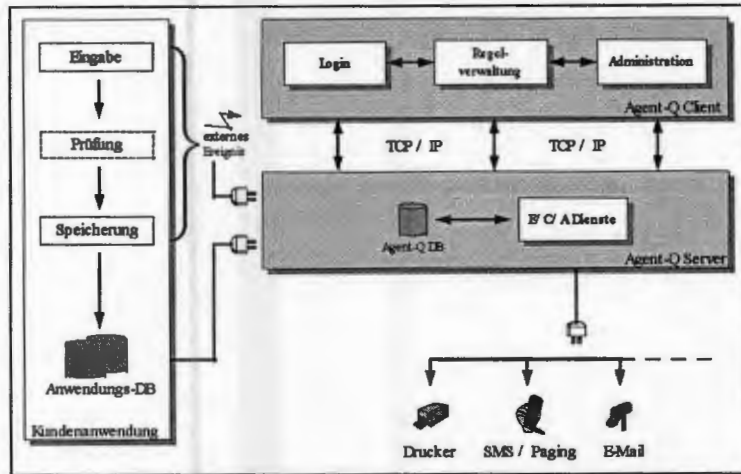 Eingabe
Prüfung
Speicherung
Anwendungs-DB
Kundenanwendung
externes
Ereignis
Login
Regel-
verwaltung
Administration
Agent-Q Client
TCP / IP
TCP / IP
Agent-Q DB
E/ C/ A Dienste
Agent-Q Server
Drucker
SMS / Paging
E-Mail